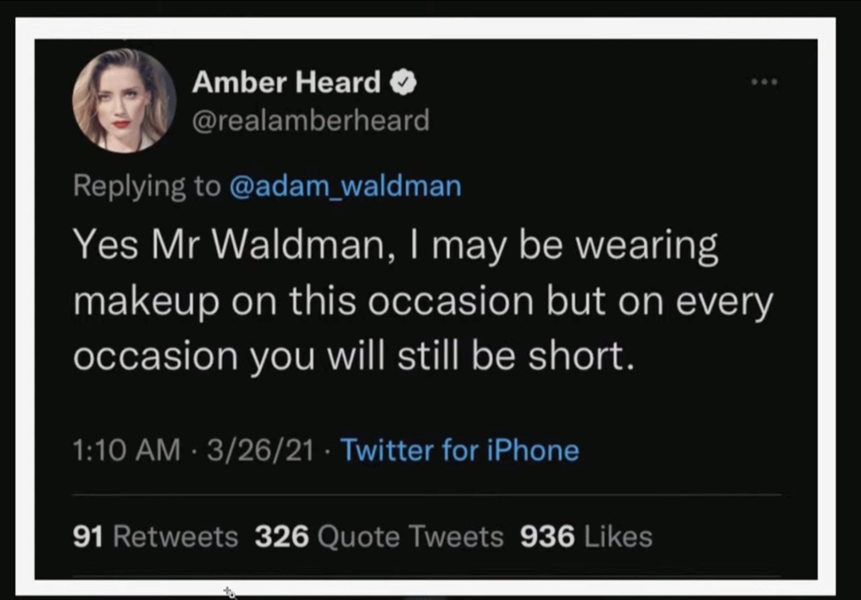 Amber Heard
@realamberheard
Replying to @adam_waldman
Yes Mr Waldman, I may be wearing
makeup on this occasion but on every
occasion you will still be short.
1:10 AM · 3/26/21 · Twitter for iPhone
91 Retweets 326 Quote Tweets 936 Likes